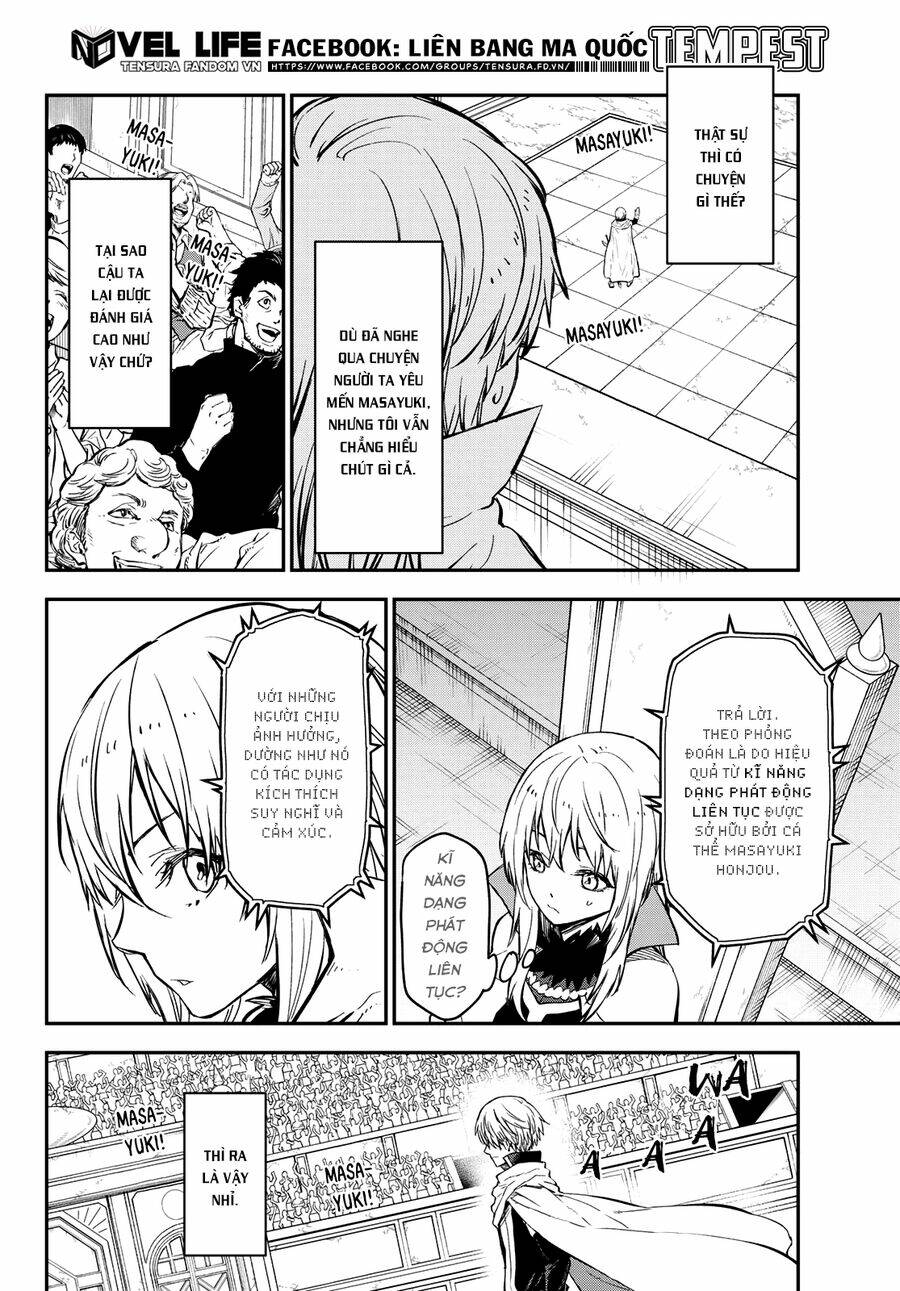 NOVEL LIFE
TENSURA FANDOM VN
FACEBOOK: LIÊN BANG MA QUỐC
HTTPS://WWW.FACEBOOK.COM/GROUPS/TENSURA.FD.VN/
TEMPEST
THẬT SỰ
THÌ CÓ
CHUYỆN
GÌ THẾ?
MASAYUKI!
MASAYUKI!
DÙ ĐÃ NGHE
QUA CHUYỆN
NGƯỜI TA YÊU
MẾN MASAYUKI,
NHƯNG TÔI VẪN
CHẲNG HIỂU
CHÚT GÌ CẢ.
MASA-
YUKI!
MASA-
YUKI!
TẠI SAO
CẬU TA
LẠI ĐƯỢC
ĐÁNH GIÁ
CAO NHƯ
VẬY CHỨ?
TRẢ LỜI.
THEO PHỎNG
ĐOÁN LÀ DO HIỆU
QUẢ TỪ KĨ NĂNG
DẠNG PHÁT ĐỘNG
LIÊN TỤC ĐƯỢC
SỞ HỮU BỞI CÁ
THỂ MASAYUKI
HONJOU.
KĨ
NĂNG
DẠNG
PHÁT
ĐỘNG
LIÊN
TỤC?
VỚI NHỮNG
NGƯỜI CHỊU
ẢNH HƯỞNG,
DƯỜNG NHƯ NÓ
CÓ TÁC DỤNG
KÍCH THÍCH
SUY NGHĨ VÀ
CẢM XÚC.
WA
A A A
MASA-
YUKI!
THÌ RA
LÀ VẬY
NHỈ.
MASA-
YUKI!